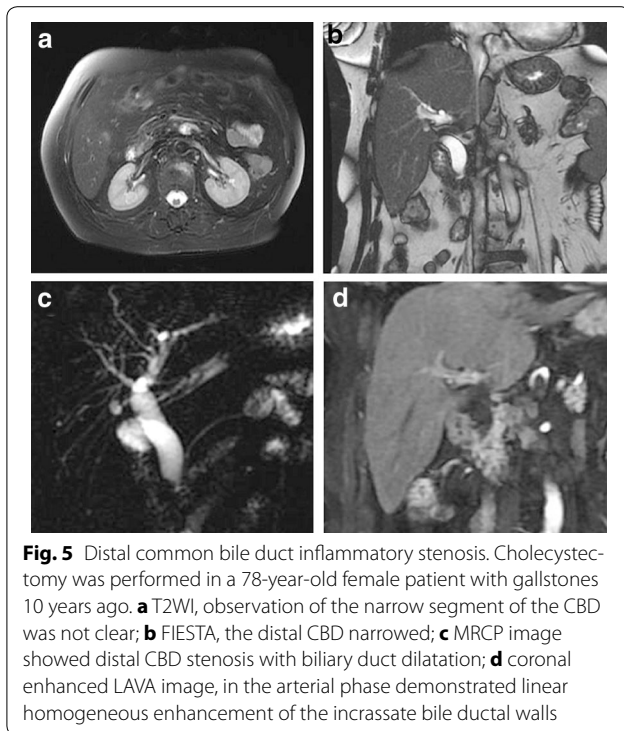 a
b
c
d
Fig. 5 Distal common bile duct inflammatory stenosis. Cholecystec-
tomy was performed in a 78-year-old female patient with gallstones
10 years ago. a T2WI, observation of the narrow segment of the CBD
was not clear; b FIESTA, the distal CBD narrowed; c MRCP image
showed distal CBD stenosis with biliary duct dilatation; d coronal
enhanced LAVA image, in the arterial phase demonstrated linear
homogeneous enhancement of the incrassate bile ductal walls